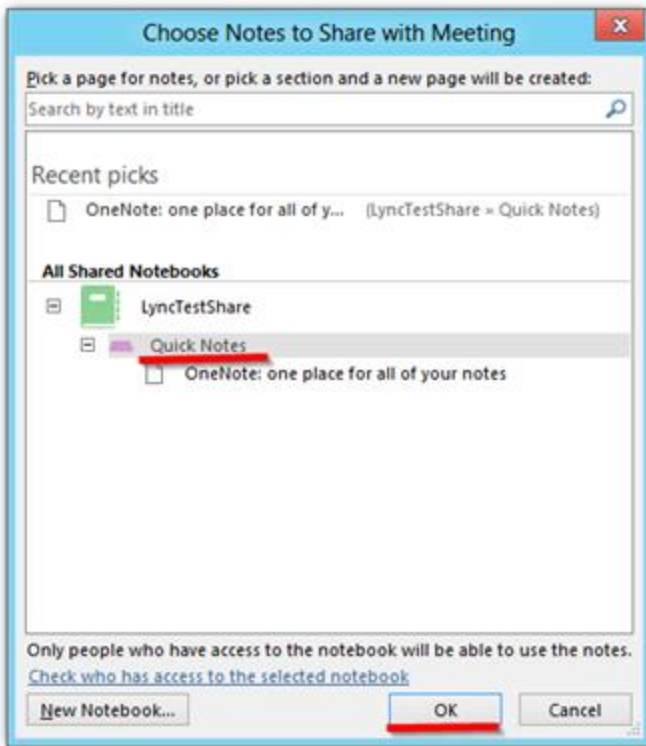 Choose Notes to Share with Meeting
x
Pick a page for notes, or pick a section and a new page will be created:
Search by text in title
Recent picks
OneNote: one place for all of y... (LyncTestShare » Quick Notes)
All Shared Notebooks
LyncTestShare
Quick Notes
OneNote: one place for all of your notes
Only people who have access to the notebook will be able to use the notes.
Check who has access to the selected notebook
New Notebook... OK Cancel